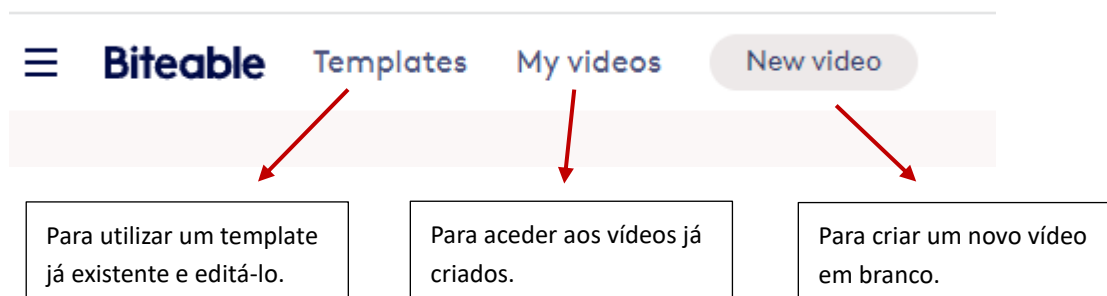 Biteable Templates My videos New video
Para utilizar um template
já existente e editá-lo.
Para aceder aos vídeos já
criados.
Para criar um novo vídeo
em branco.